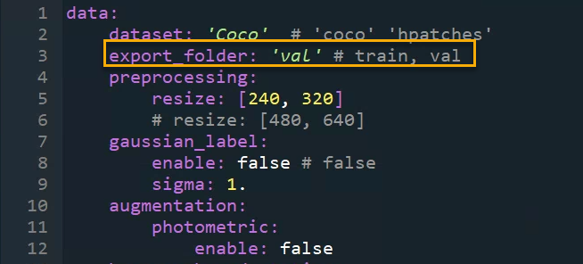 1 data:
2 dataset: 'Coco' # 'coco' 'hpatches'
3 export_folder: 'val' # train, val
4 preprocessing:
5 resize: [240, 320]
6 # resize: [480, 640]
7 gaussian_label:
8 enable: false # false
9 sigma: 1.
10 augmentation:
11 photometric:
12 enable: false